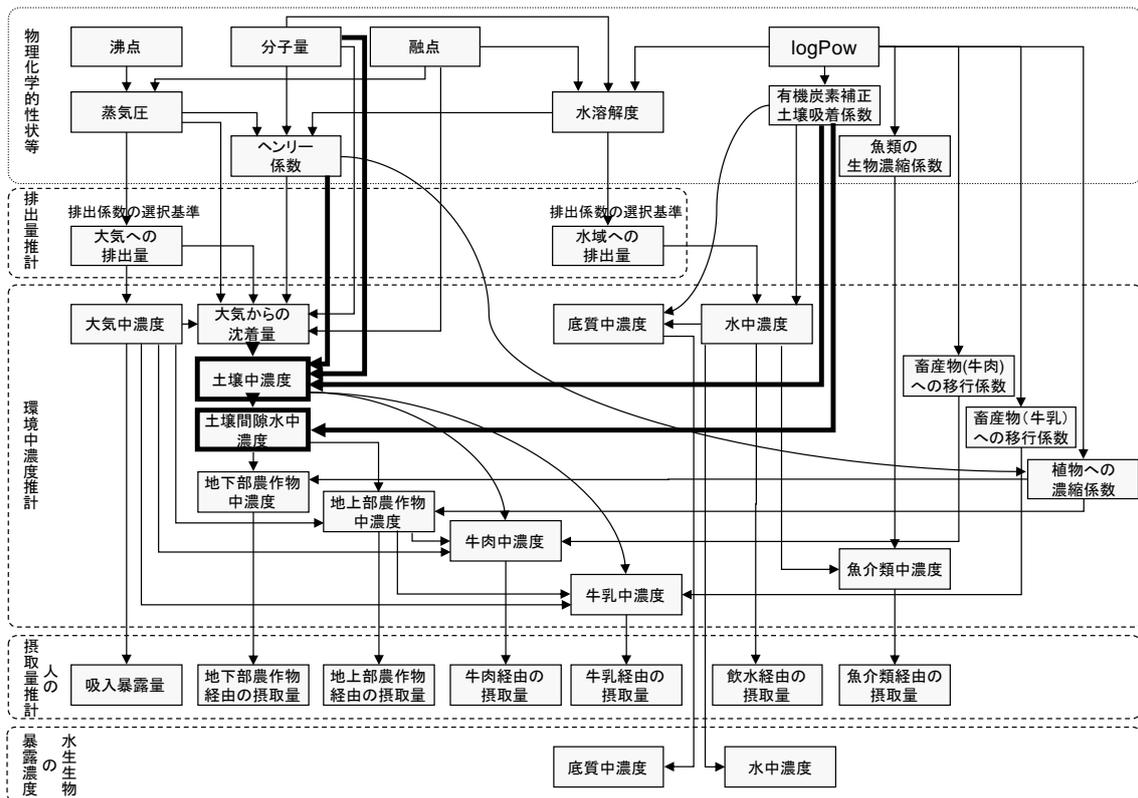 物理化学的性状等
沸点
分子量
融点
logPow
蒸気圧
水溶解度
有機炭素補正
土壌吸着係数
ヘンリー
係数
魚類の
生物濃縮係数
排出量推計
排出係数の選択基準
大気への
排出量
排出係数の選択基準
水域への
排出量
環境中濃度推計
大気中濃度
大気からの
沈着量
底質中濃度
水中濃度
土壌中濃度
畜産物(牛肉)
への移行係数
土壌間隙水中
濃度
畜産物(牛乳)
への移行係数
植物への
濃縮係数
地下部農作物
中濃度
地上部農作物
中濃度
牛肉中濃度
魚介類中濃度
牛乳中濃度
人の
摂取量推計
吸入暴露量
地下部農作物
経由の摂取量
地上部農作物
経由の摂取量
牛肉経由の
摂取量
牛乳経由の
摂取量
飲水経由の
摂取量
魚介類経由の
摂取量
水生生物
の
暴露濃度
底質中濃度
水中濃度